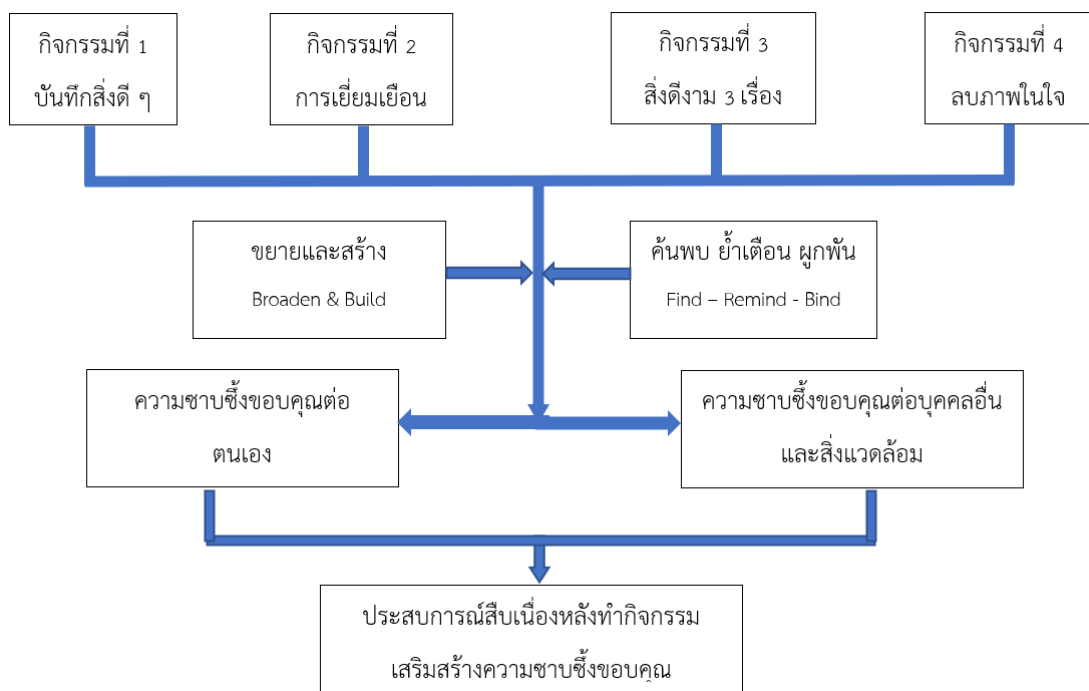 กิจกรรมที่ 1
บันทึกสิ่งดี ๆ
กิจกรรมที่ 2
การเยี่ยมเยือน
กิจกรรมที่ 3
สิ่งดีงาม 3 เรื่อง
กิจกรรมที่ 4
ลบภาพในใจ
ขยายและสร้าง
Broaden & Build
ค้นพบ ย้ำเตือน ผูกพัน
Find – Remind - Bind
ความซาบซึ้งขอบคุณต่อ
ตนเอง
ความซาบซึ้งขอบคุณต่อบุคคลอื่น
และสิ่งแวดล้อม
ประสบการณ์สืบเนื่องหลังทำกิจกรรม
เสริมสร้างความซาบซึ้งขอบคุณ